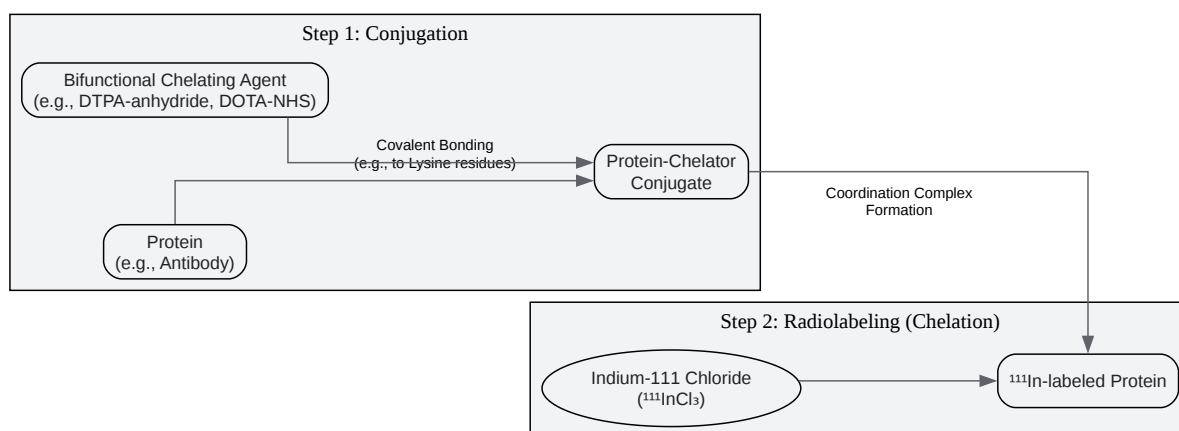 Step 1: Conjugation
Bifunctional Chelating Agent
(e.g., DTPA-anhydride, DOTA-NHS)
Covalent Bonding
(e.g., to Lysine residues)
Protein-Chelator
Conjugate
Coordination Complex
Formation
Protein
(e.g., Antibody)
Step 2: Radiolabeling (Chelation)
Indium-111 Chloride
(¹¹¹InCl₃)
¹¹¹In-labeled Protein